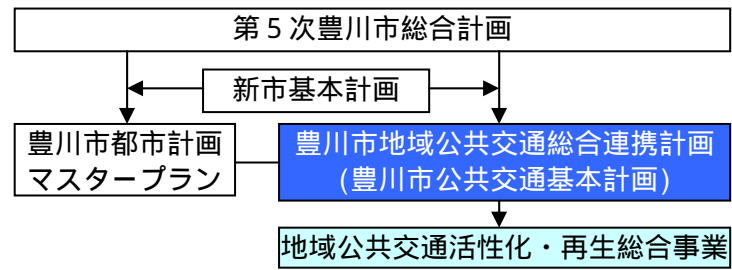 第５次豊川市総合計画
新市基本計画
豊川市都市計画
マスタープラン
豊川市地域公共交通総合連携計画
（豊川市公共交通基本計画）
地域公共交通活性化・再生総合事業